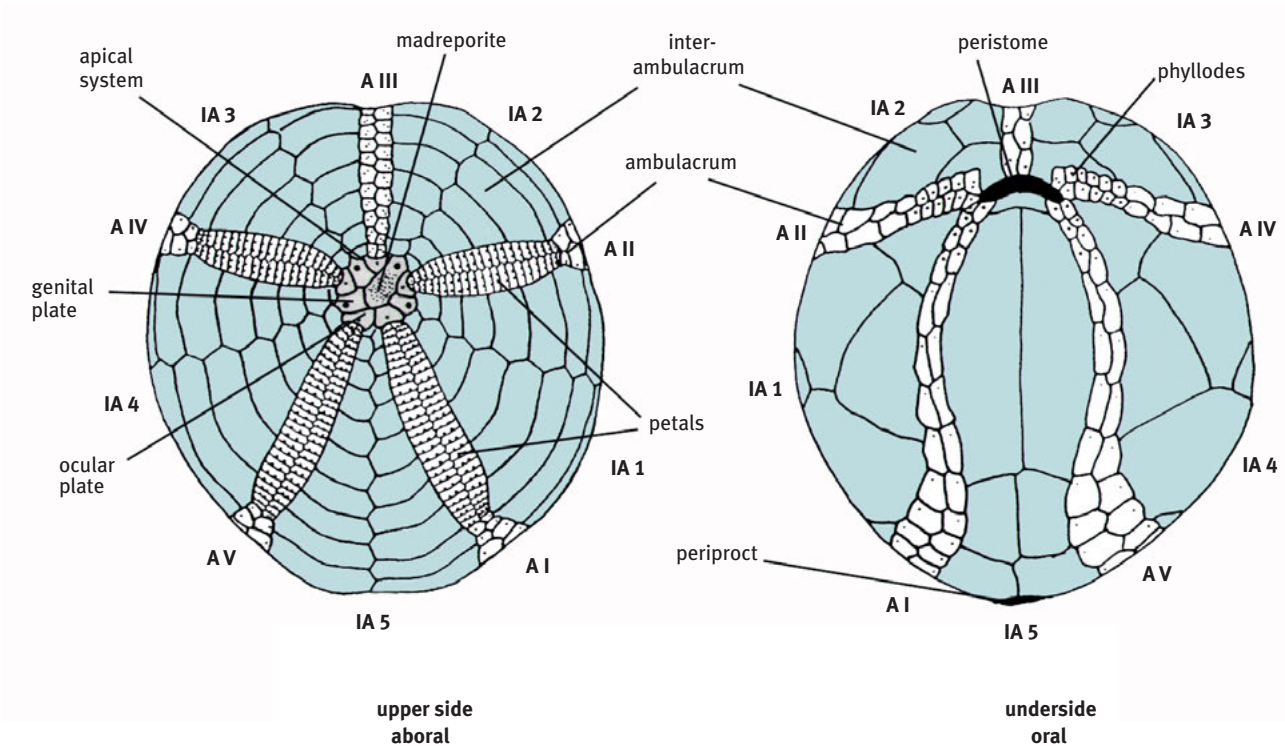 madreporite
apical
system
A III
IA 3
IA 2
inter-
ambulacrum
peristome
A III
phyllodes
IA 2
IA 3
ambulacrum
A IV
A II
A II
A IV
genital
plate
IA 4
petals
IA 1
IA 1
ocular
plate
IA 4
A V
A I
periproct
A V
A I
IA 5
IA 5
upper side
aboral
underside
oral